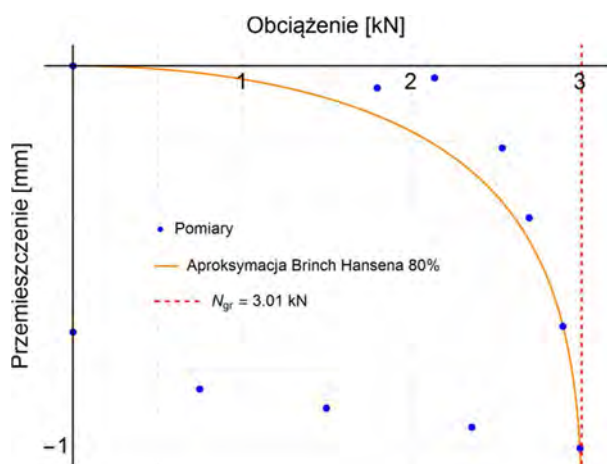 Obciążenie [kN]
1
2
3
Przemieszczenie [mm]
Pomiary
Aproksymacja Brinch Hansena 80%
Ngr = 3.01 kN
−1